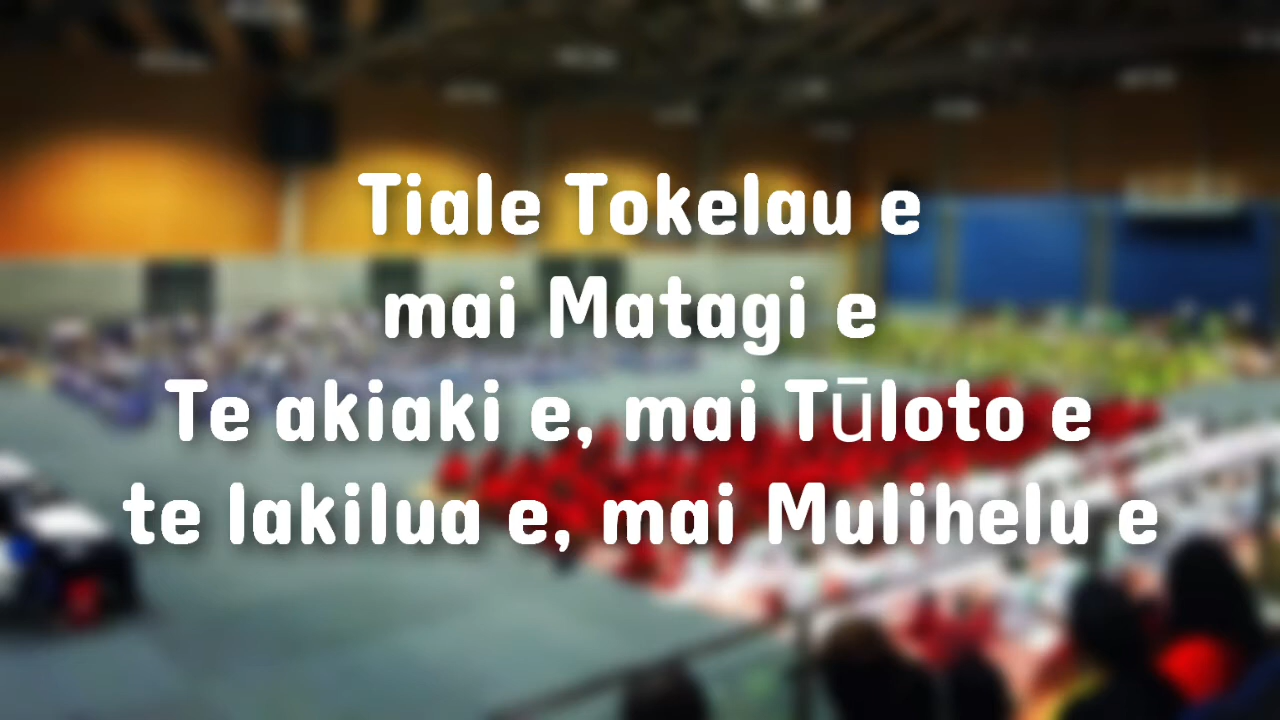 Tiale Tokelau e
mai Matagi e
Te akiaki e, mai Tūloto e
te lakilua e, mai Mulihelu e